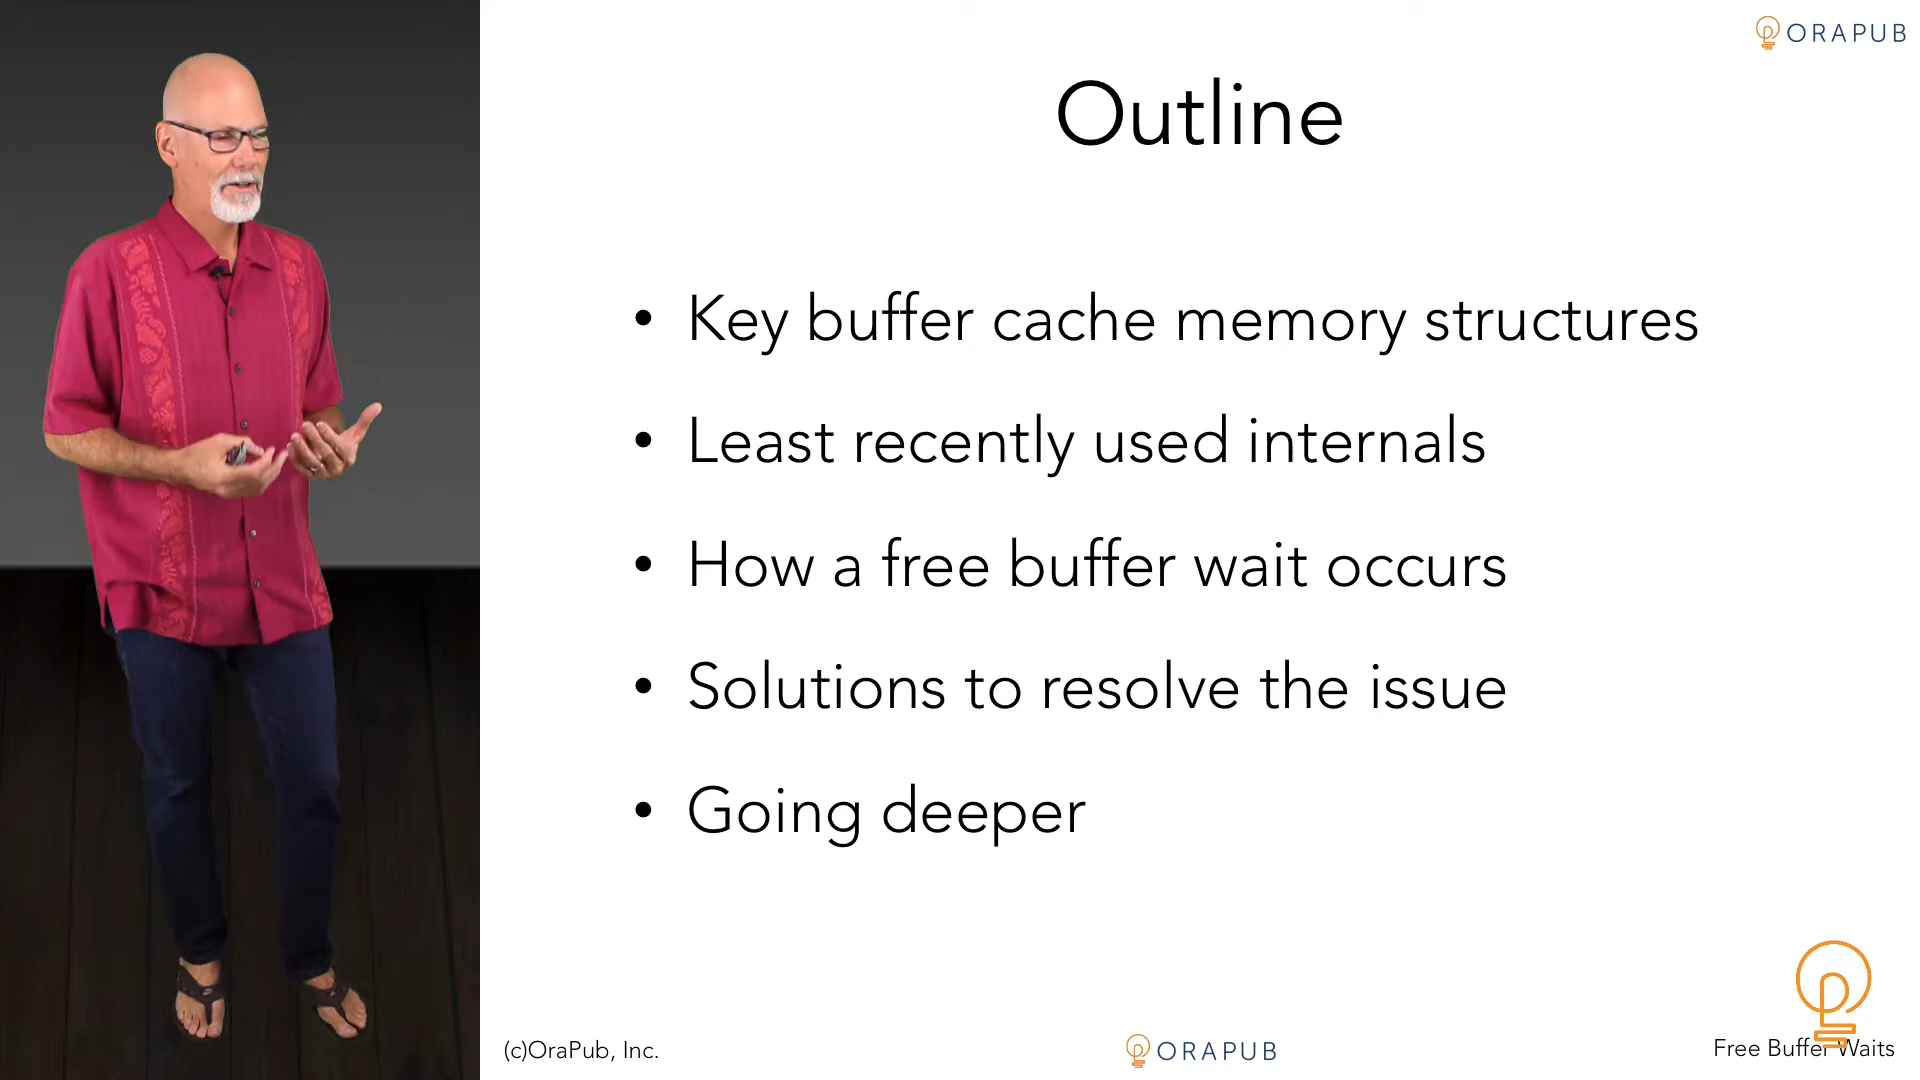 ORAPUB
Outline
• Key buffer cache memory structures
• Least recently used internals
• How a free buffer wait occurs
• Solutions to resolve the issue
• Going deeper
(c)OraPub, Inc.
ORAPUB
Free Buffer Waits